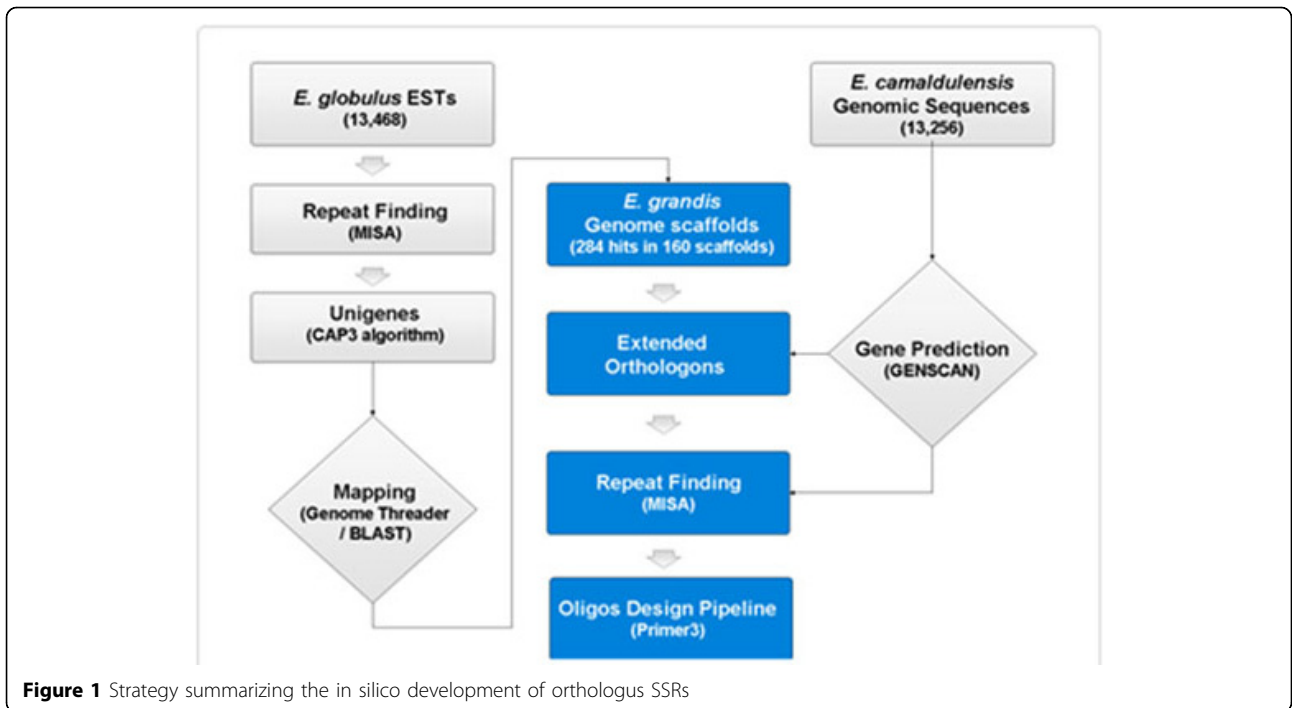 E. globulus ESTs
(13,468)
Repeat Finding
(MISA)
Unigenes
(CAP3 algorithm)
Mapping
(Genome Threader
/ BLAST)
E. grandis
Genome scaffolds
(284 hits in 160 scaffolds)
Extended
Orthologons
Repeat Finding
(MISA)
Oligos Design Pipeline
(Primer3)
E. camaldulensis
Genomic Sequences
(13,256)
Gene Prediction
(GENSCAN)
Figure 1 Strategy summarizing the in silico development of orthologus SSRs